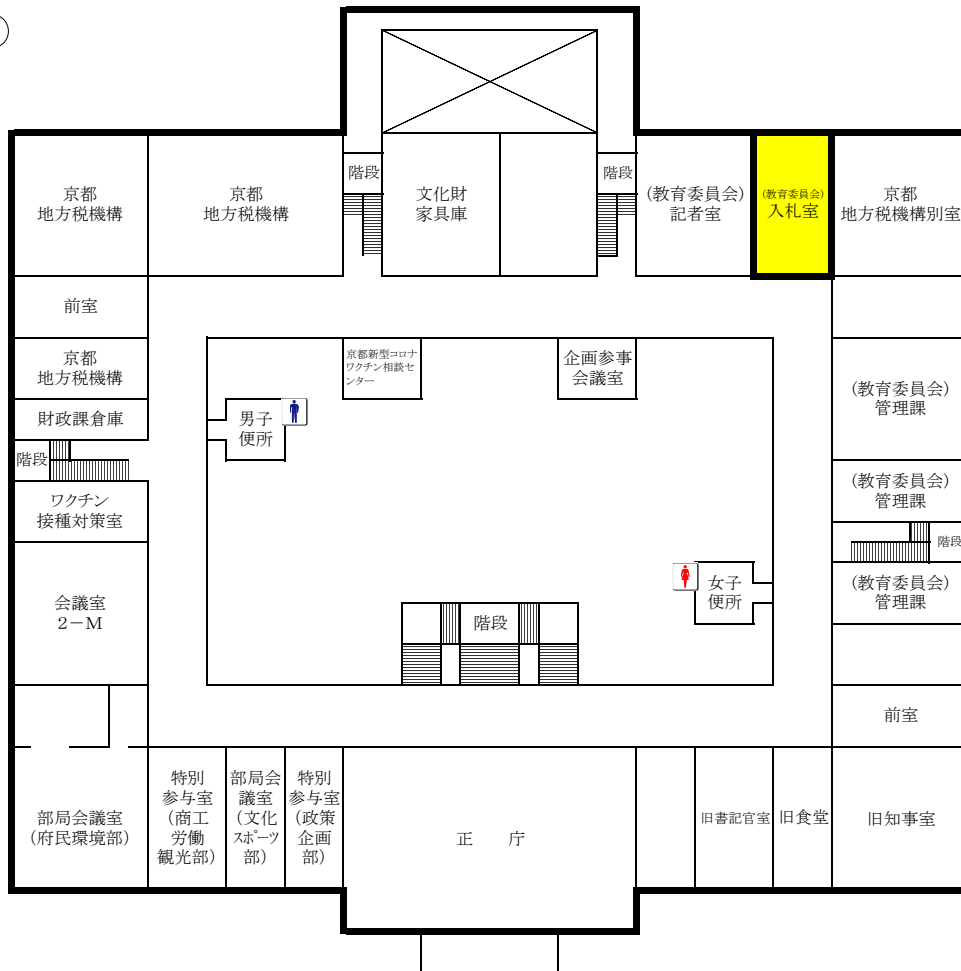 京都
地方税機構
京都
地方税機構
階段
文化財
家具庫
階段
(教育委員会)
記者室
(教育委員会)
入札室
京都
地方税機構別室
前室
京都
地方税機構
財政課倉庫
階段
ワクチン
接種対策室
会議室
2－M
京都新型コロナ
ワクチン相談セ
ンター
企画参事
会議室
男子
便所
女子
便所
階段
(教育委員会)
管理課
(教育委員会)
管理課
階段
(教育委員会)
管理課
前室
部局会議室
(府民環境部)
特別
参与室
(商工
労働
観光部)
部局会
議室
(文化
スポーツ
部)
特別
参与室
(政策
企画
部)
正　庁
旧書記官室
旧食堂
旧知事室